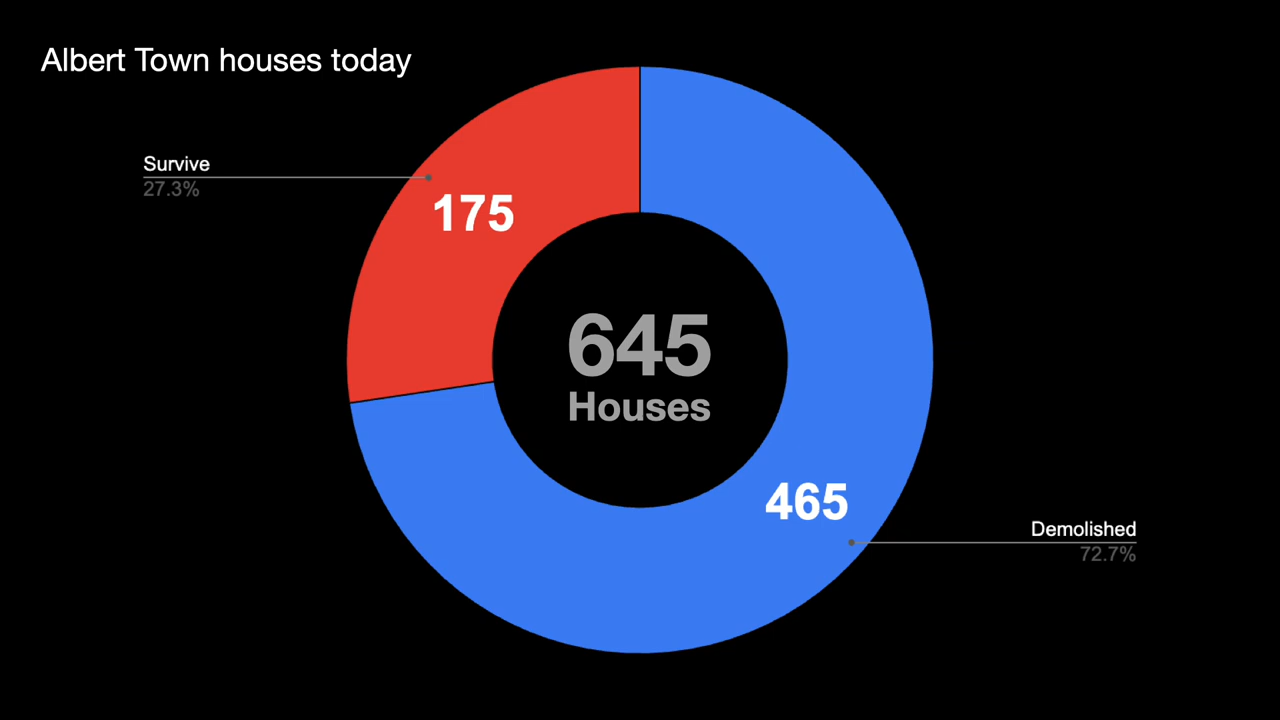 Albert Town houses today
Survive
27.3%
175
645
Houses
465
Demolished
72.7%